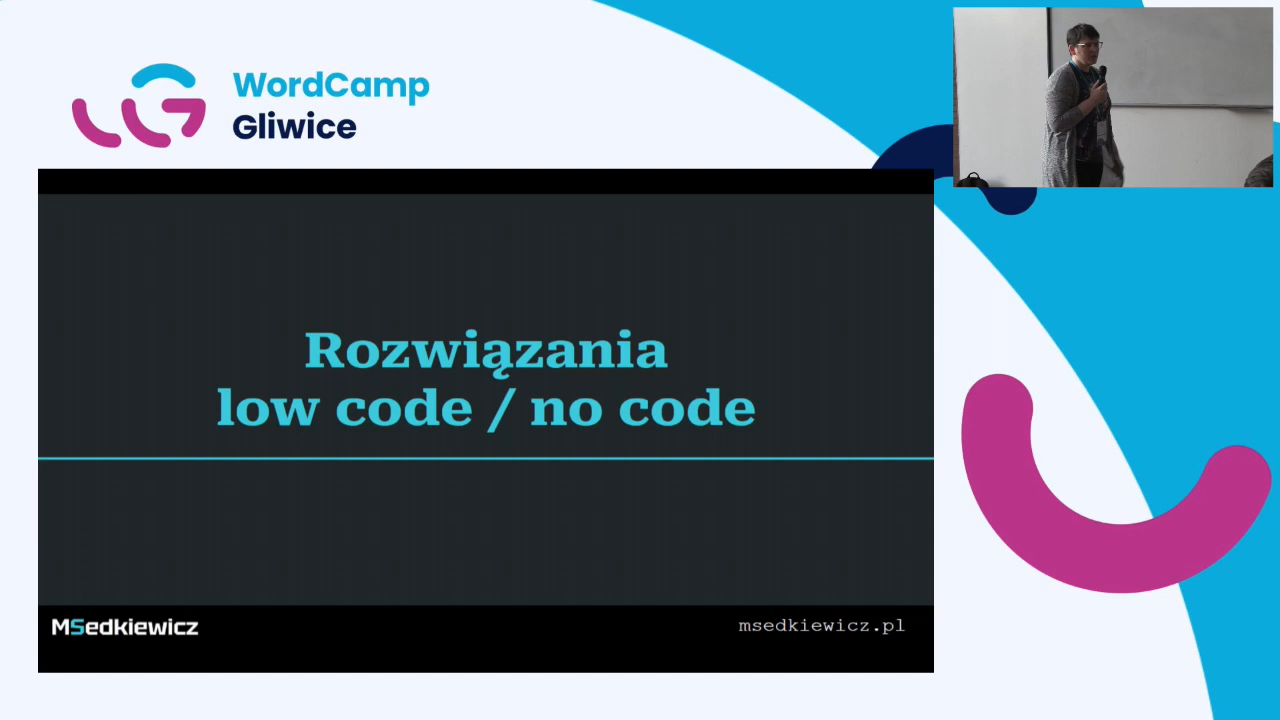 WordCamp
Gliwice
Rozwiązania
low code / no code
MSedkiewicz
msedkiewicz.pl